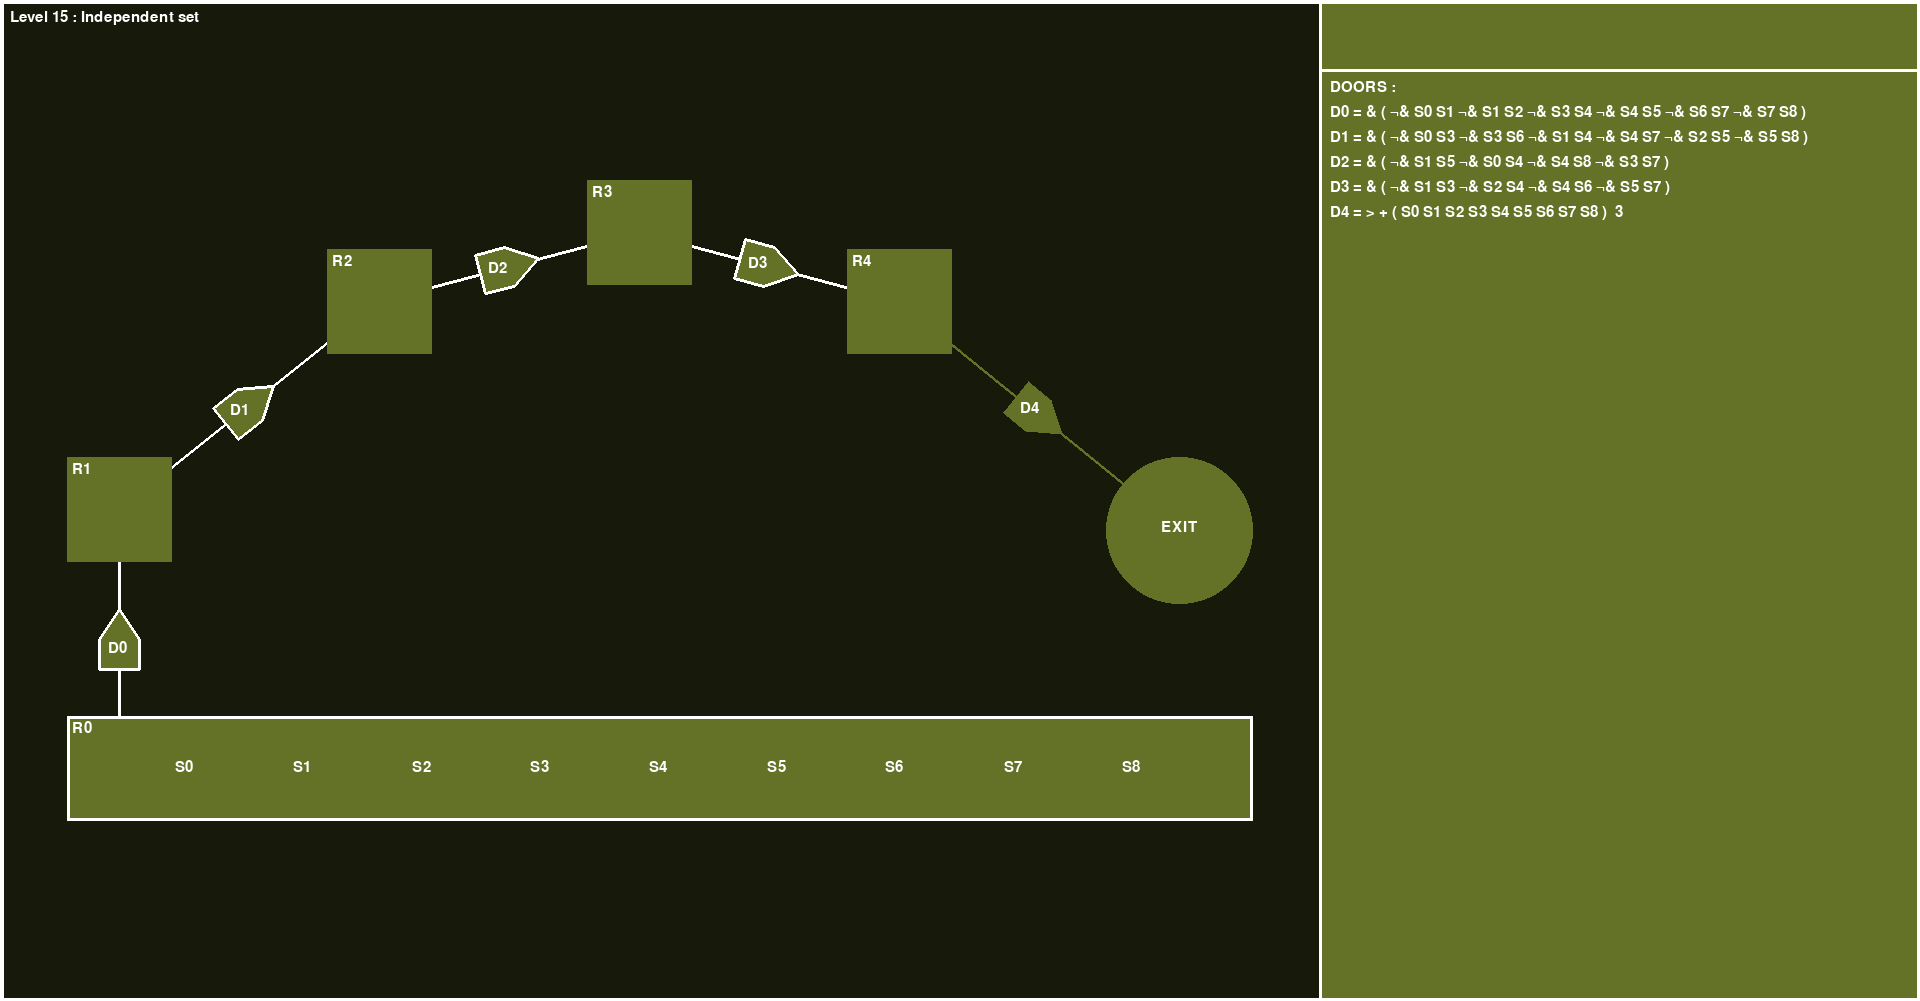 Level 15 : Independent set
DOORS :
D0 = & ( ¬& S0 S1 ¬& S1 S2 ¬& S3 S4 ¬& S4 S5 ¬& S6 S7 ¬& S7 S8 )
D1 = & ( ¬& S0 S3 ¬& S3 S6 ¬& S1 S4 ¬& S4 S7 ¬& S2 S5 ¬& S5 S8 )
D2 = & ( ¬& S1 S5 ¬& S0 S4 ¬& S4 S8 ¬& S3 S7 )
D3 = & ( ¬& S1 S3 ¬& S2 S4 ¬& S4 S6 ¬& S5 S7 )
D4 = > + ( S0 S1 S2 S3 S4 S5 S6 S7 S8 ) 3
R3
R2
R4
D2
D3
D1
D4
R1
EXIT
D0
R0
S0 S1 S2 S3 S4 S5 S6 S7 S8